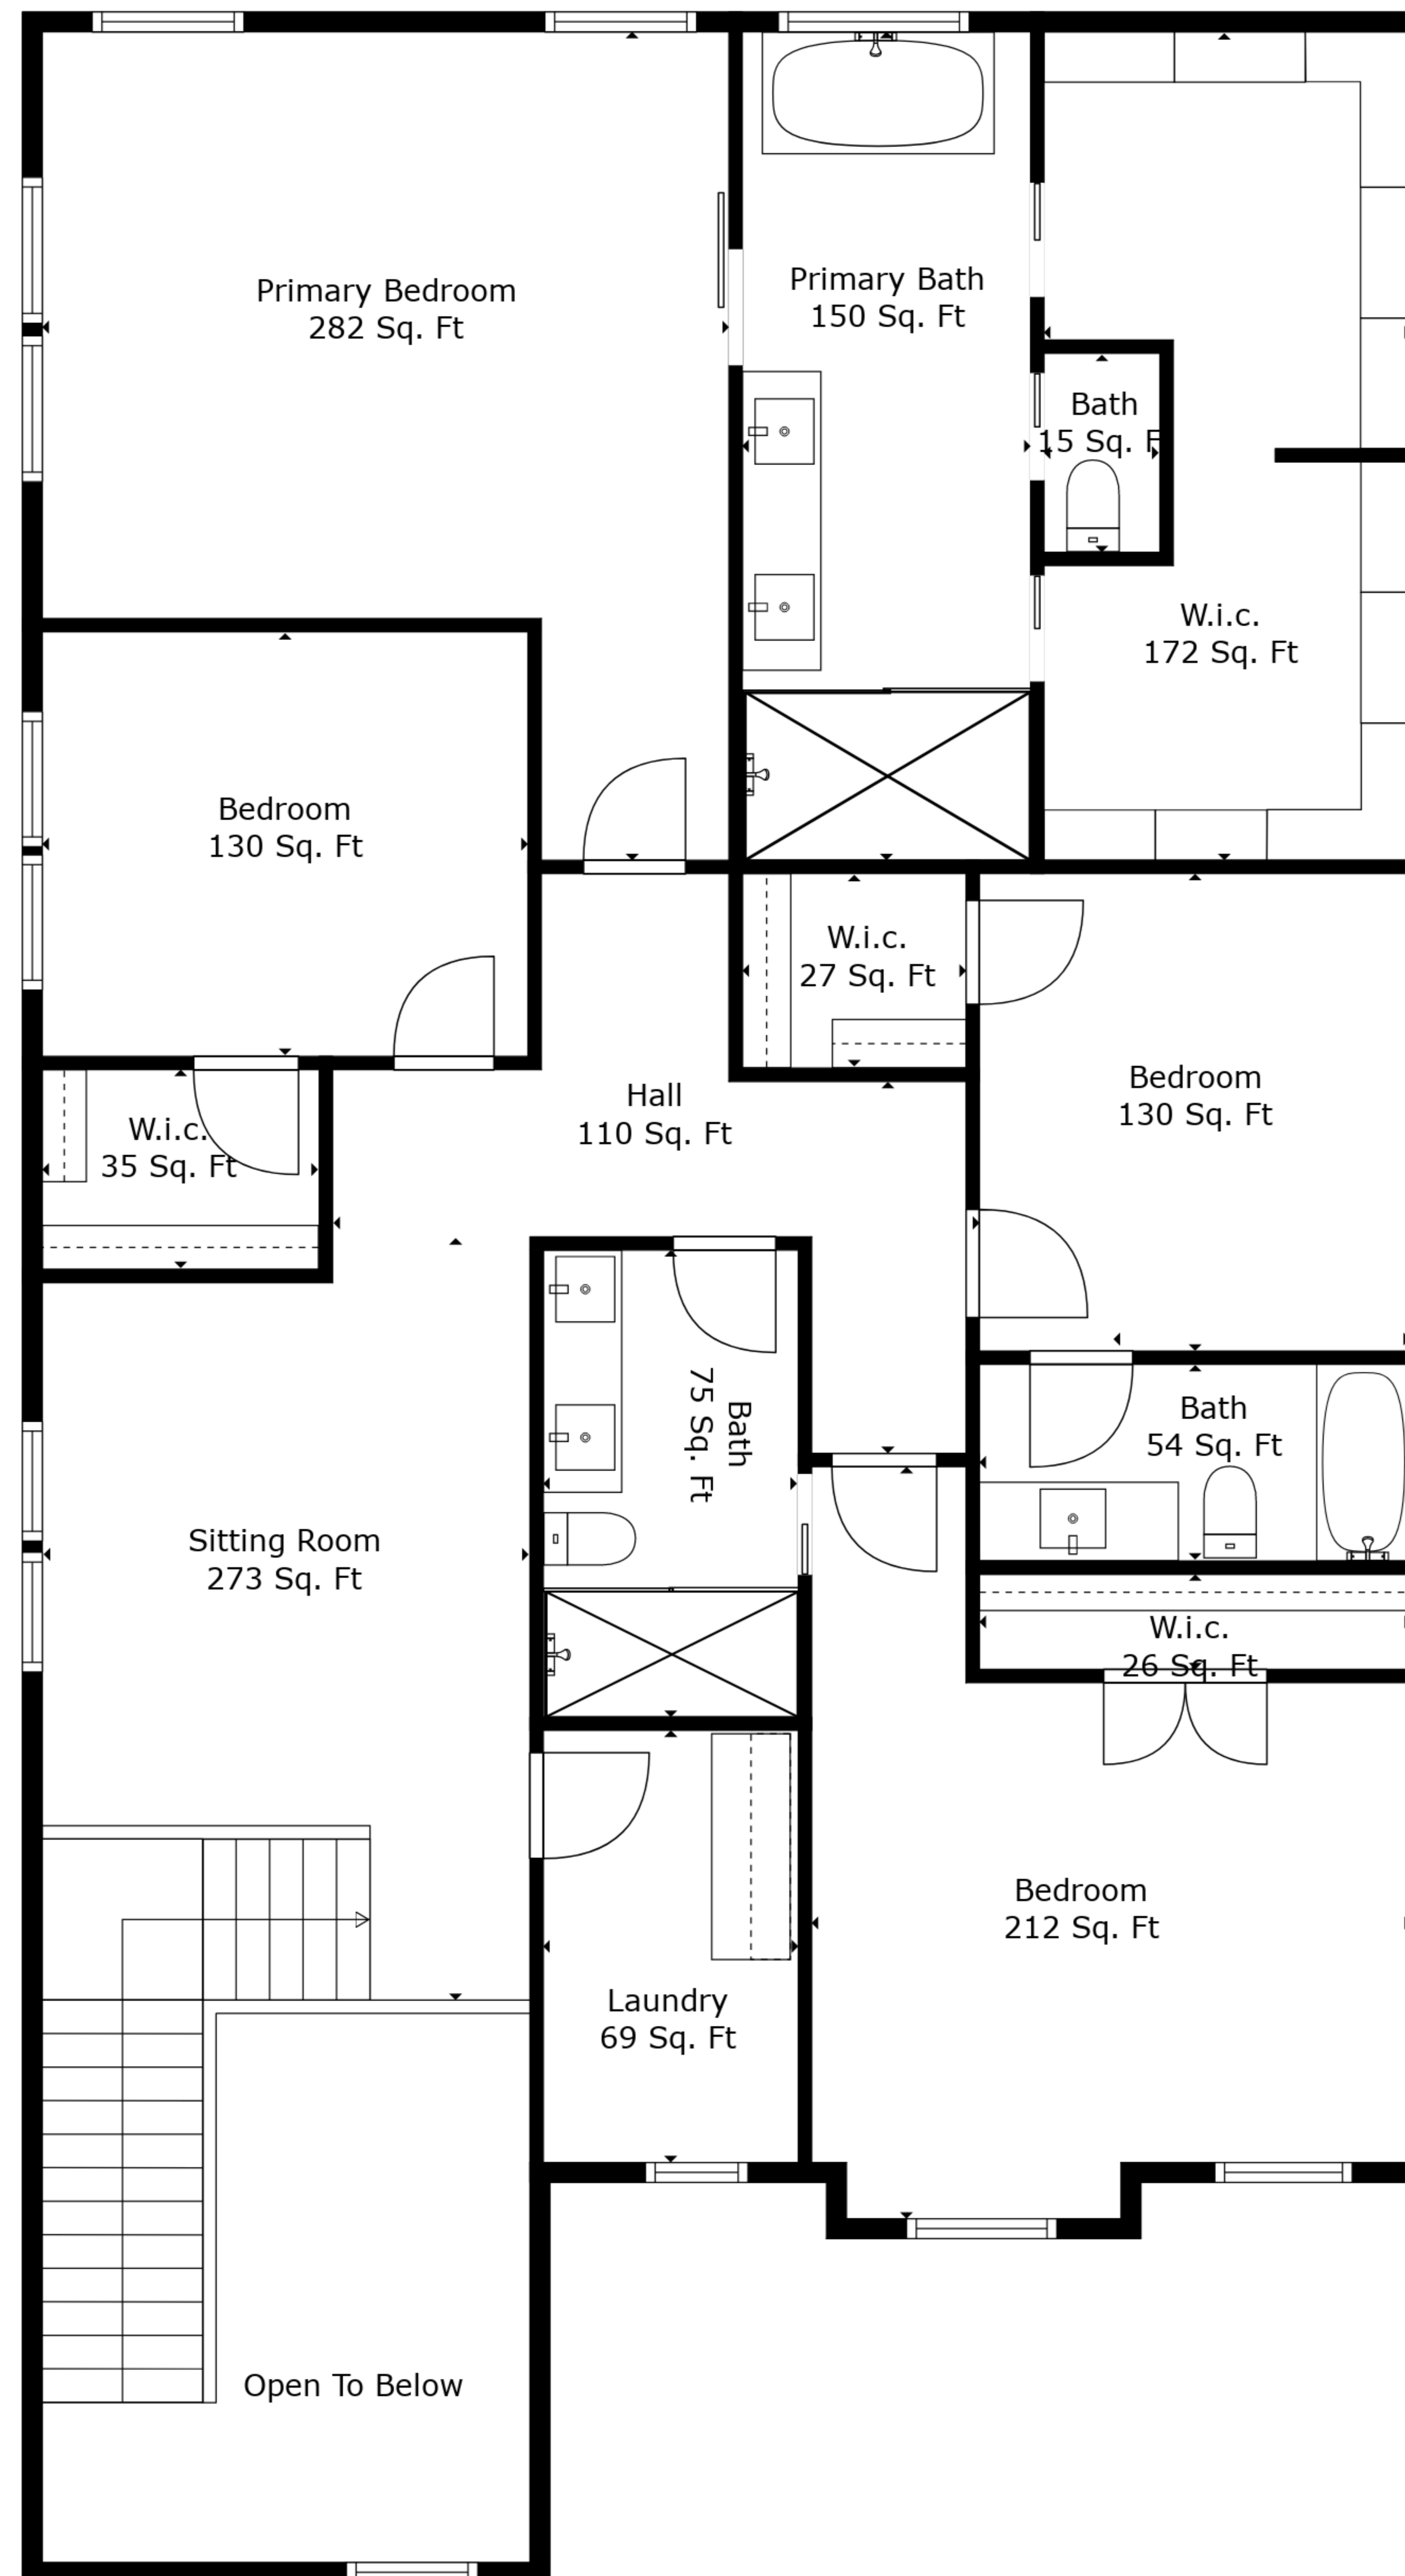 Primary Bedroom
282 Sq. Ft
Primary Bath
150 Sq. Ft
Bath
15 Sq. F
W.i.c.
172 Sq. Ft
Bedroom
130 Sq. Ft
W.i.c.
27 Sq. Ft
Hall
110 Sq. Ft
Bedroom
130 Sq. Ft
W.i.c.
35 Sq. Ft
Bath
75 Sq. Ft
Bath
54 Sq. Ft
Sitting Room
273 Sq. Ft
W.i.c.
26 Sq. Ft
Bedroom
212 Sq. Ft
Laundry
69 Sq. Ft
Open To Below